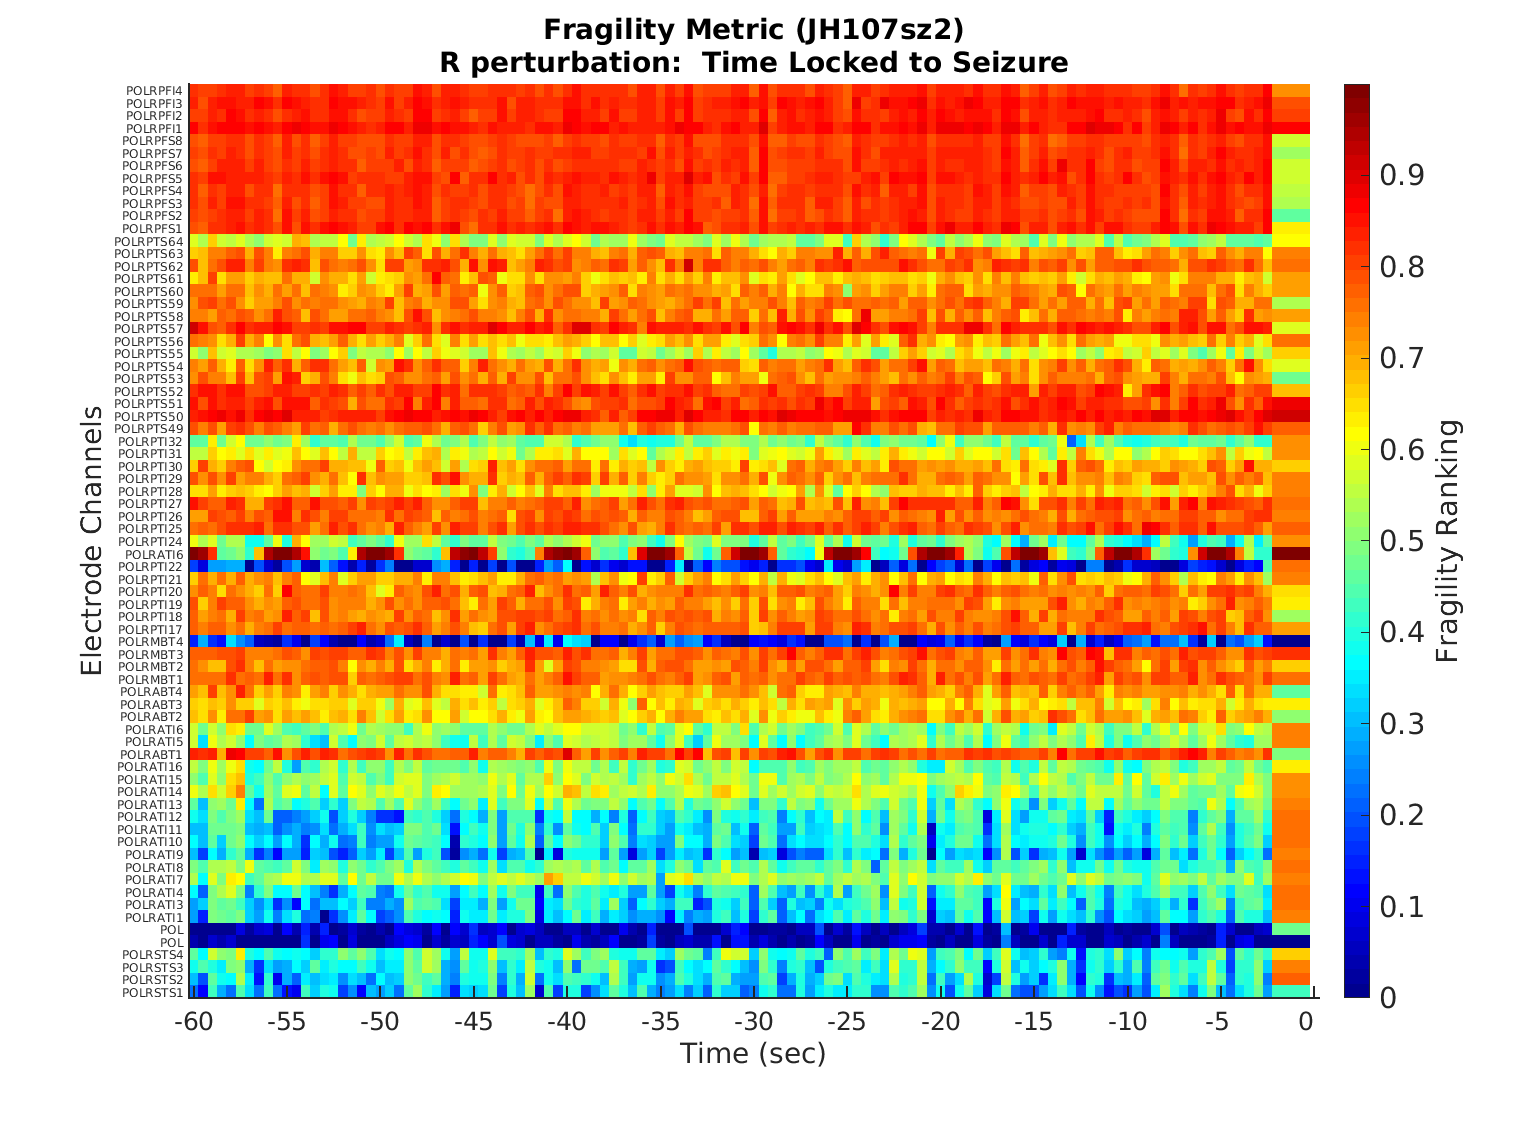 Fragility Metric (JH107sz2)
R perturbation:  Time Locked to Seizure
Electrode Channels
POLRPFI4
POLRPFI3
POLRPFI2
POLRPFI1
POLRPFS8
POLRPFS7
POLRPFS6
POLRPFS5
POLRPFS4
POLRPFS3
POLRPFS2
POLRPFS1
POLRPTS64
POLRPTS63
POLRPTS62
POLRPTS61
POLRPTS60
POLRPTS59
POLRPTS58
POLRPTS57
POLRPTS56
POLRPTS55
POLRPTS54
POLRPTS53
POLRPTS52
POLRPTS51
POLRPTS50
POLRPTS49
POLRPTI32
POLRPTI31
POLRPTI30
POLRPTI29
POLRPTI28
POLRPTI27
POLRPTI26
POLRPTI25
POLRPTI24
POLRATI6
POLRPTI22
POLRPTI21
POLRPTI20
POLRPTI19
POLRPTI18
POLRPTI17
POLRMBT4
POLRMBT3
POLRMBT2
POLRMBT1
POLRABT4
POLRABT3
POLRABT2
POLRATI6
POLRATI5
POLRABT1
POLRATI16
POLRATI15
POLRATI14
POLRATI13
POLRATI12
POLRATI11
POLRATI10
POLRATI9
POLRATI8
POLRATI7
POLRATI4
POLRATI3
POLRATI1
POL
POL
POLRSTS4
POLRSTS3
POLRSTS2
POLRSTS1
-60 -55 -50 -45 -40 -35 -30 -25 -20 -15 -10 -5 0
Time (sec)
0.9
0.8
0.7
0.6
0.5
0.4
0.3
0.2
0.1
0
Fragility Ranking